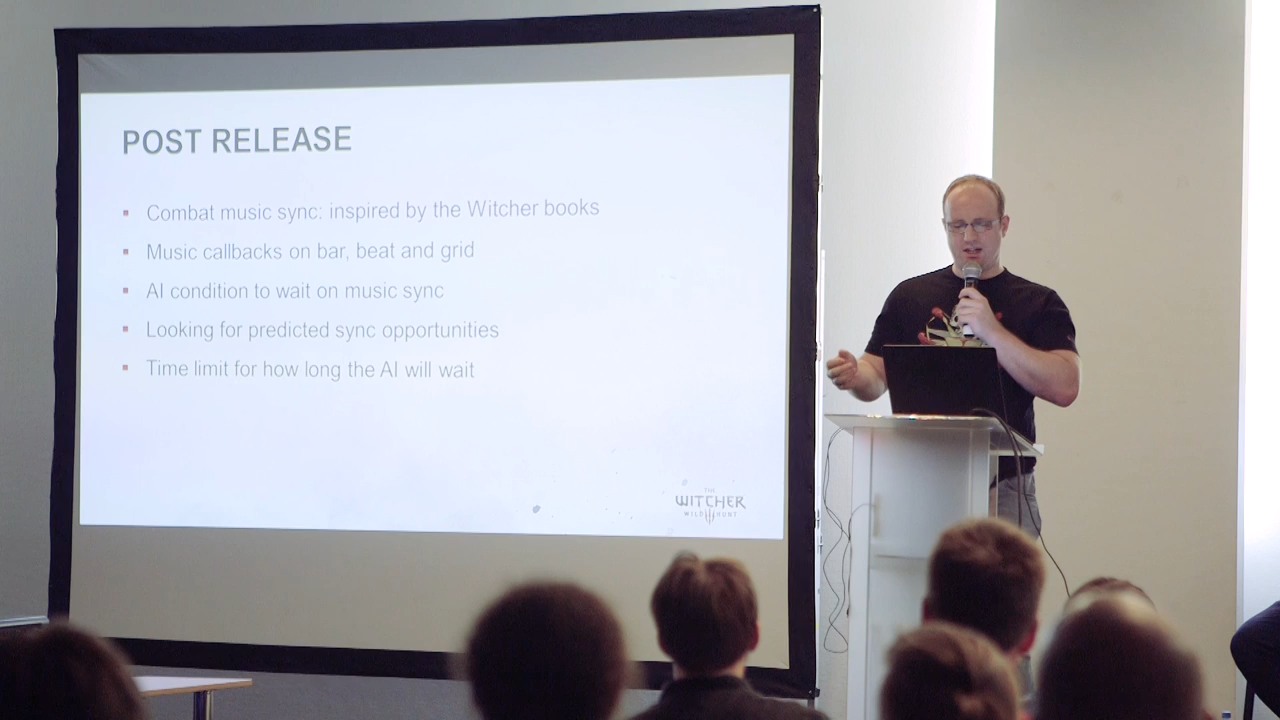 POST RELEASE
▪ Combat music sync: inspired by the Witcher books
▪ Music callbacks on bar, beat and grid
▪ AI condition to wait on music sync
▪ Looking for predicted sync opportunities
▪ Time limit for how long the AI will wait
THE
WITCHER
WILD HUNT